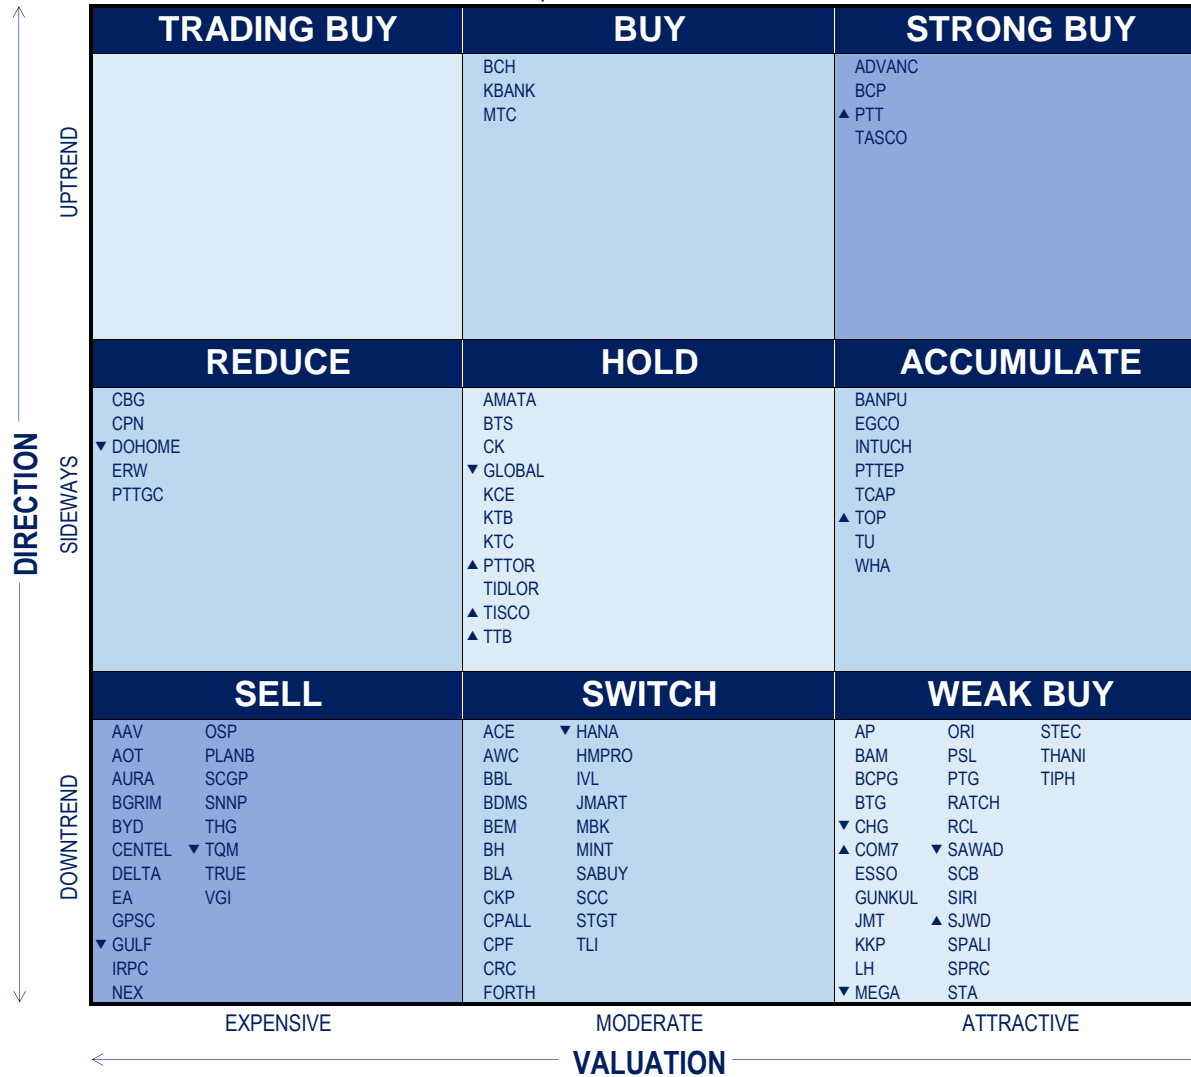 TRADING BUY BUY STRONG BUY
BCH ADVANC
KBANK BCP
MTC ▲ PTT
TASCO
UPTREND
REDUCE HOLD ACCUMULATE
CBG AMATA BANPU
CPN BTS EGCO
▼ DOHOME CK INTUCH
ERW ▼ GLOBAL PTTEP
PTTGC KCE TCAP
KTB ▲ TOP
KTC TU
▲ PTTOR WHA
TIDLOR
▲ TISCO
▲ TTB
DIRECTION
SIDEWAYS
SELL SWITCH WEAK BUY
AAV OSP ACE ▼ HANA AP ORI STEC
AOT PLANB AWC HMPRO BAM PSL THANI
AURA SCGP BBL IVL BCPG PTG TIPH
BGRIM SNNP BDMS JMART BTG RATCH
BYD THG BEM MBK ▼ CHG RCL
CENTEL ▼ TQM BH MINT ▲ COM7 ▼ SAWAD
DELTA TRUE BLA SABUY ESSO SCB
EA VGI CKP SCC GUNKUL SIRI
GPSC CPALL STGT JMT ▲ SJWD
▼ GULF CPF TLI KKP SPALI
IRPC CRC LH SPRC
NEX FORTH ▼ MEGA STA
DOWNTREND
EXPENSIVE MODERATE ATTRACTIVE
VALUATION